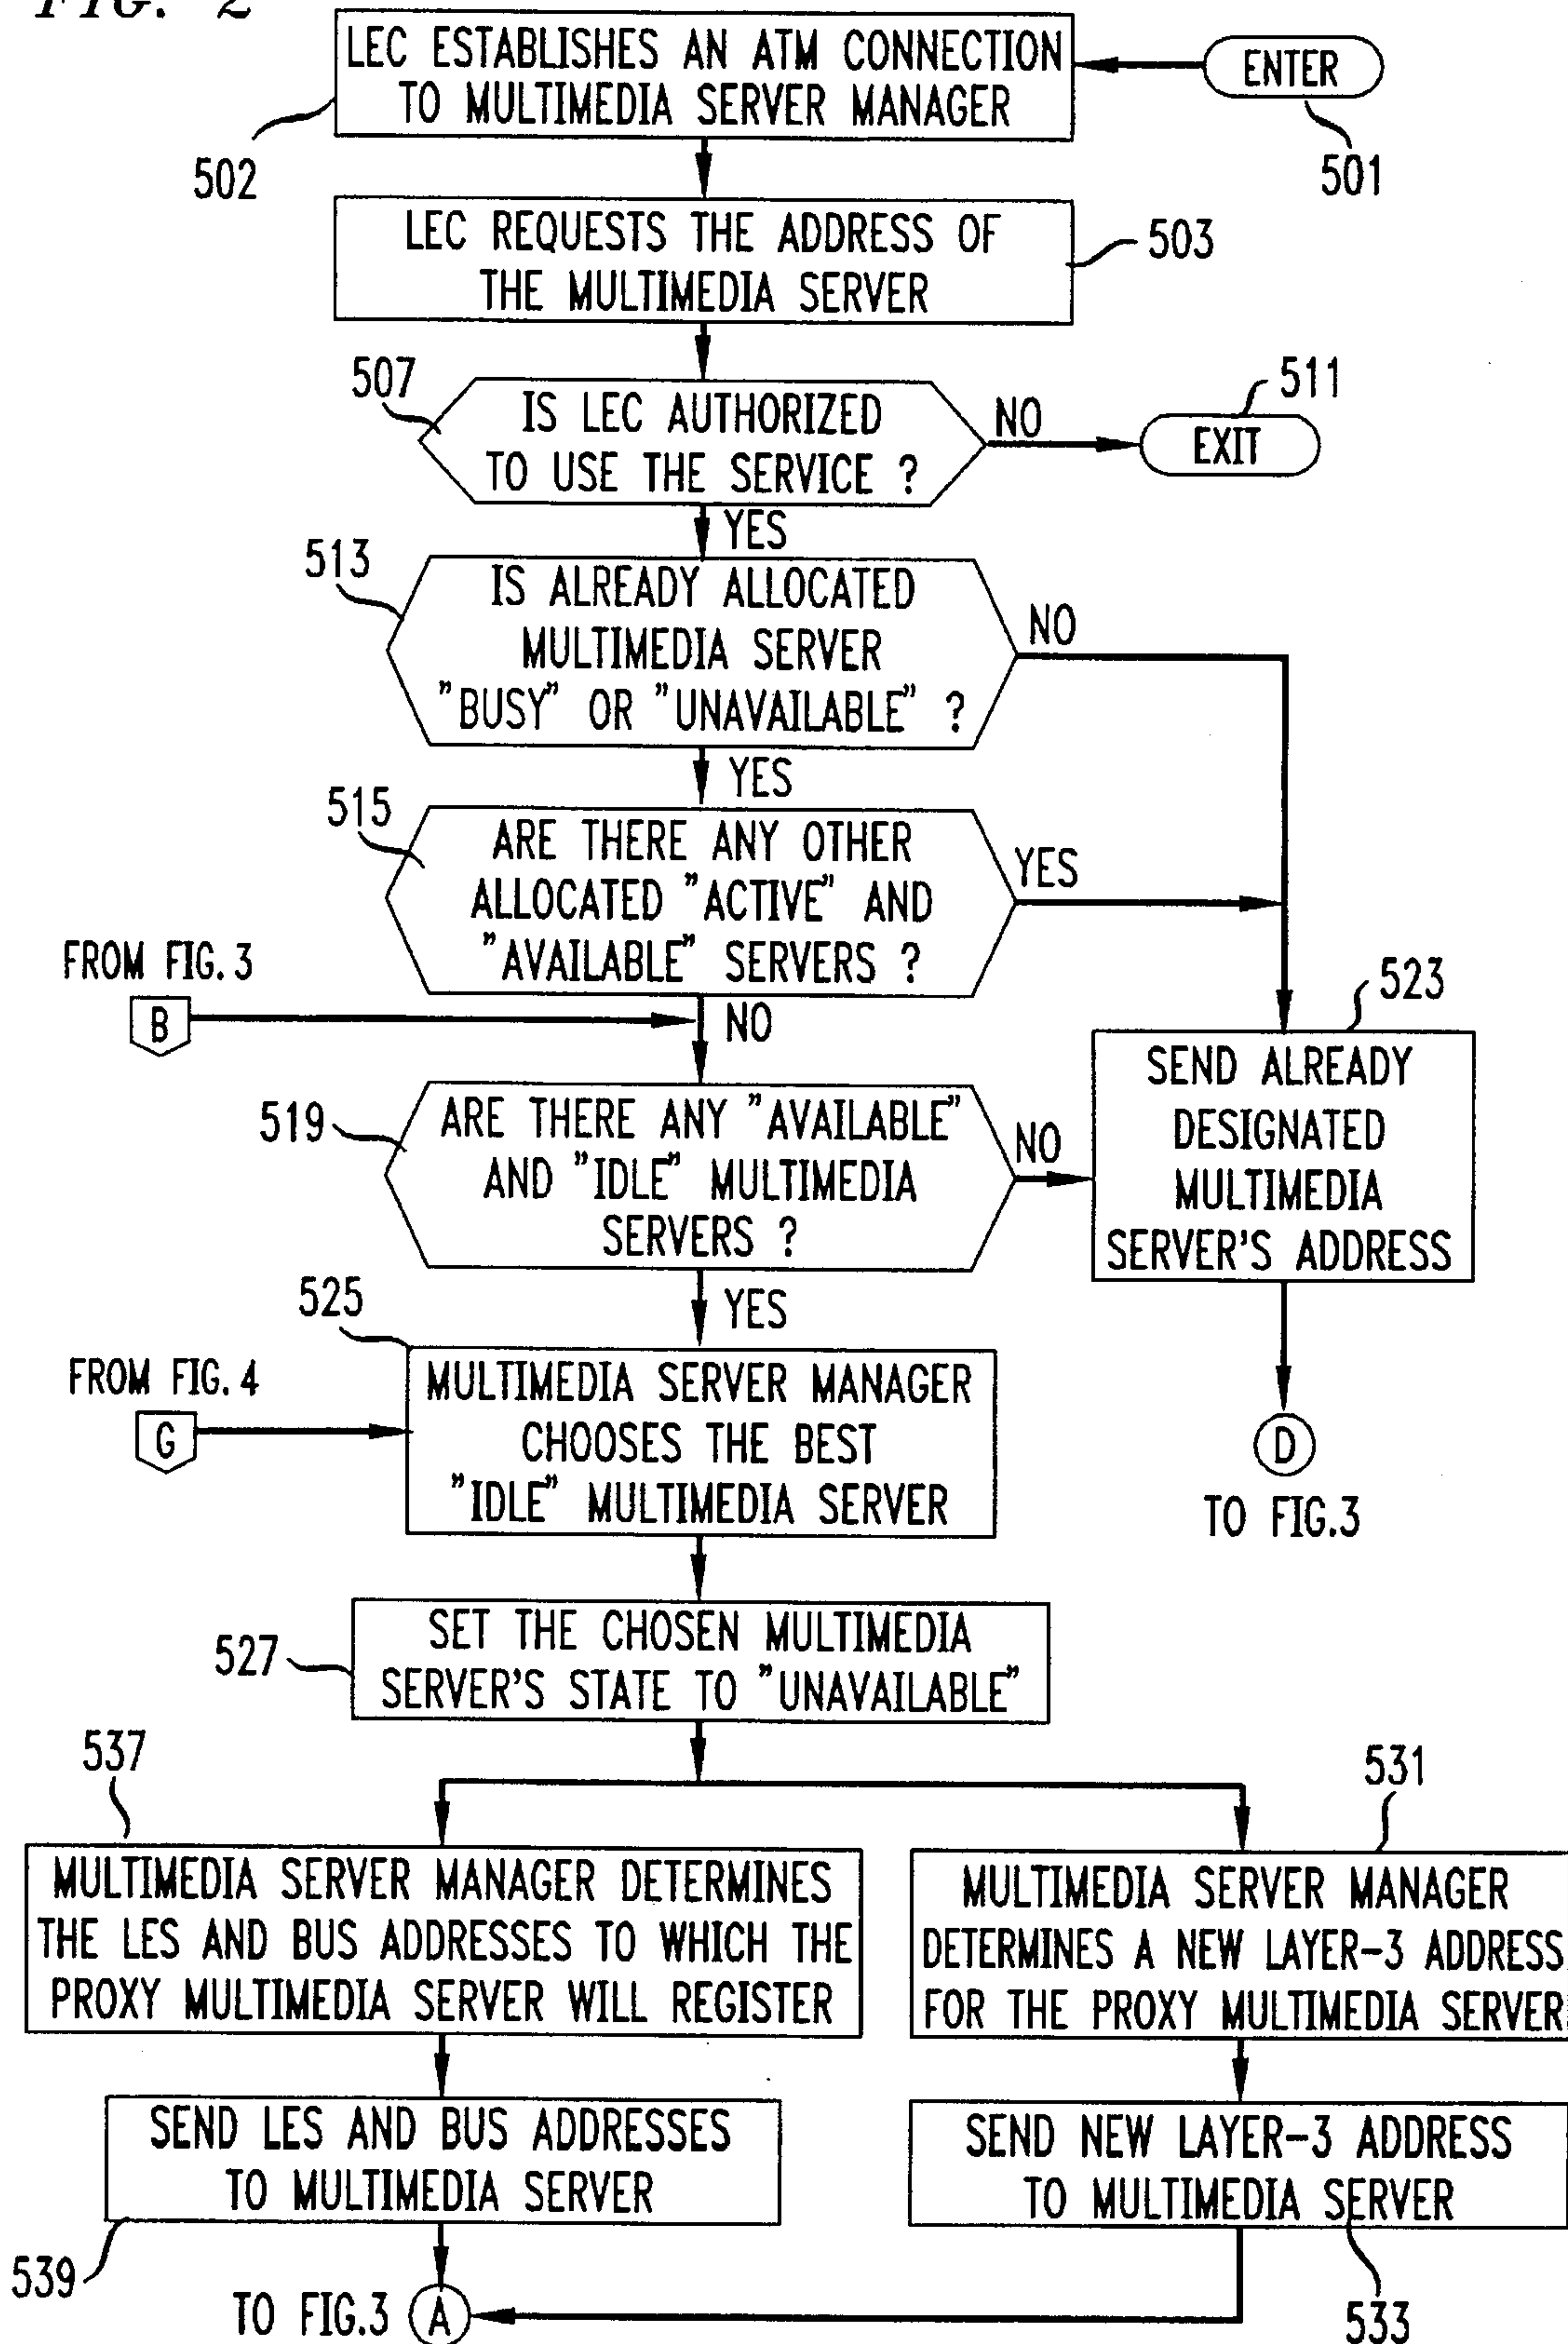 FIG. 2
LEC ESTABLISHES AN ATM CONNECTION
TO MULTIMEDIA SERVER MANAGER
ENTER
502
501
LEC REQUESTS THE ADDRESS OF
THE MULTIMEDIA SERVER
503
507
IS LEC AUTHORIZED
TO USE THE SERVICE ?
NO
511
EXIT
YES
513
IS ALREADY ALLOCATED
MULTIMEDIA SERVER
"BUSY" OR "UNAVAILABLE" ?
NO
YES
515
ARE THERE ANY OTHER
ALLOCATED "ACTIVE" AND
"AVAILABLE" SERVERS ?
YES
FROM FIG. 3
B
NO
523
SEND ALREADY
DESIGNATED
MULTIMEDIA
SERVER'S ADDRESS
519
ARE THERE ANY "AVAILABLE"
AND "IDLE" MULTIMEDIA
SERVERS ?
NO
YES
525
FROM FIG. 4
G
MULTIMEDIA SERVER MANAGER
CHOOSES THE BEST
"IDLE" MULTIMEDIA SERVER
D
TO FIG.3
527
SET THE CHOSEN MULTIMEDIA
SERVER'S STATE TO "UNAVAILABLE"
537
531
MULTIMEDIA SERVER MANAGER DETERMINES
THE LES AND BUS ADDRESSES TO WHICH THE
PROXY MULTIMEDIA SERVER WILL REGISTER
MULTIMEDIA SERVER MANAGER
DETERMINES A NEW LAYER-3 ADDRESS
FOR THE PROXY MULTIMEDIA SERVER
SEND LES AND BUS ADDRESSES
TO MULTIMEDIA SERVER
SEND NEW LAYER-3 ADDRESS
TO MULTIMEDIA SERVER
539
TO FIG.3
A
533